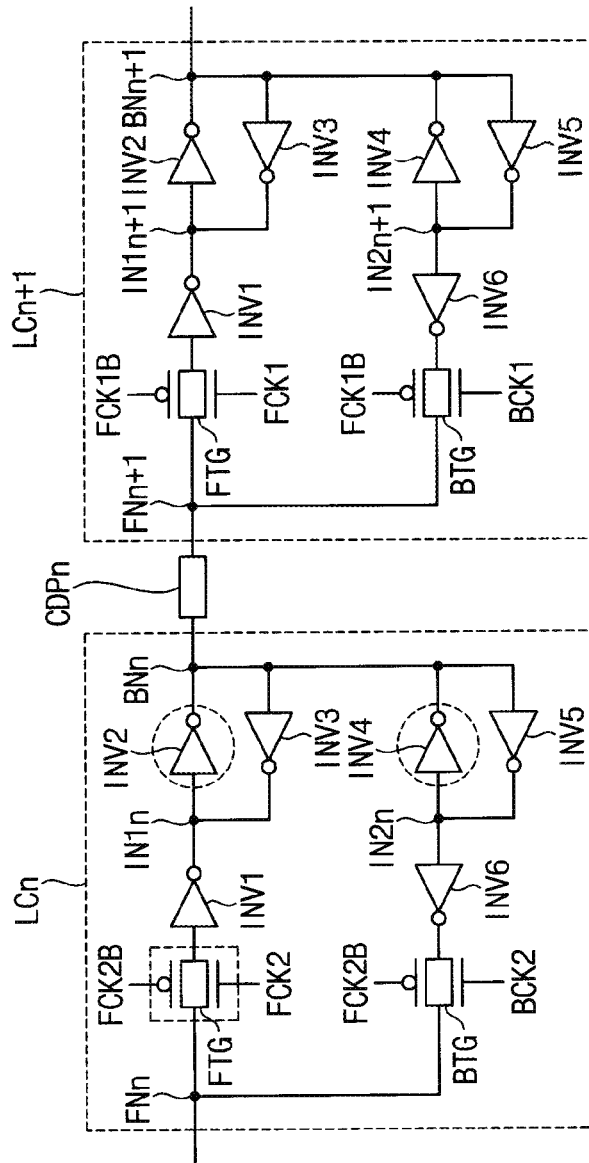 LCn
LCn+1
FNn
FCK2B
FTG
FCK2
INV1
IN1n
INV2
INV3
BNn
CDPn
FNn+1
FCK1B
FTG
FCK1
INV1
IN1n+1
INV2
INV3
BNn+1
FCK2B
BTG
BCK2
INV6
IN2n
INV4
INV5
FCK1B
BTG
BCK1
INV6
IN2n+1
INV4
INV5